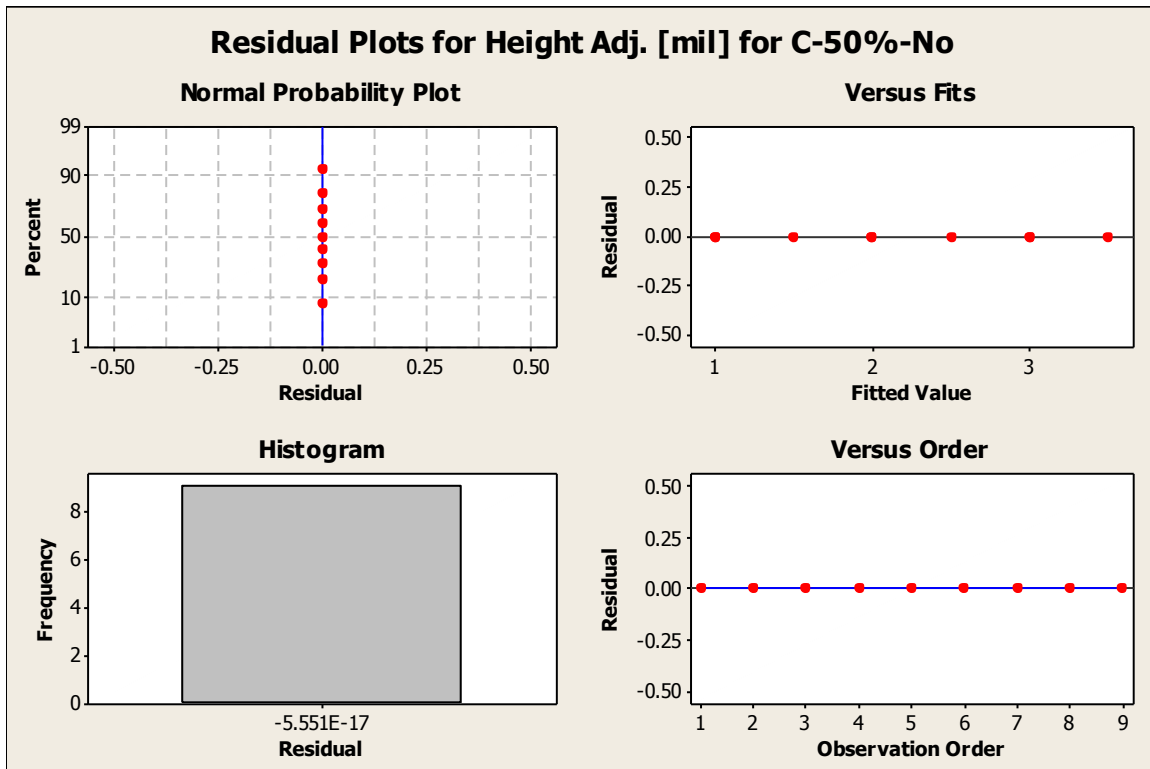 Residual Plots for Height Adj. [mil] for C-50%-No
Normal Probability Plot
99
90
50
10
1
Percent
-0.50 -0.25 0.00 0.25 0.50
Residual
Versus Fits
0.50
0.25
0.00
-0.25
-0.50
Residual
1 2 3
Fitted Value
Histogram
8
6
4
2
0
Frequency
-5.551E-17
Residual
Versus Order
0.50
0.25
0.00
-0.25
-0.50
Residual
1 2 3 4 5 6 7 8 9
Observation Order